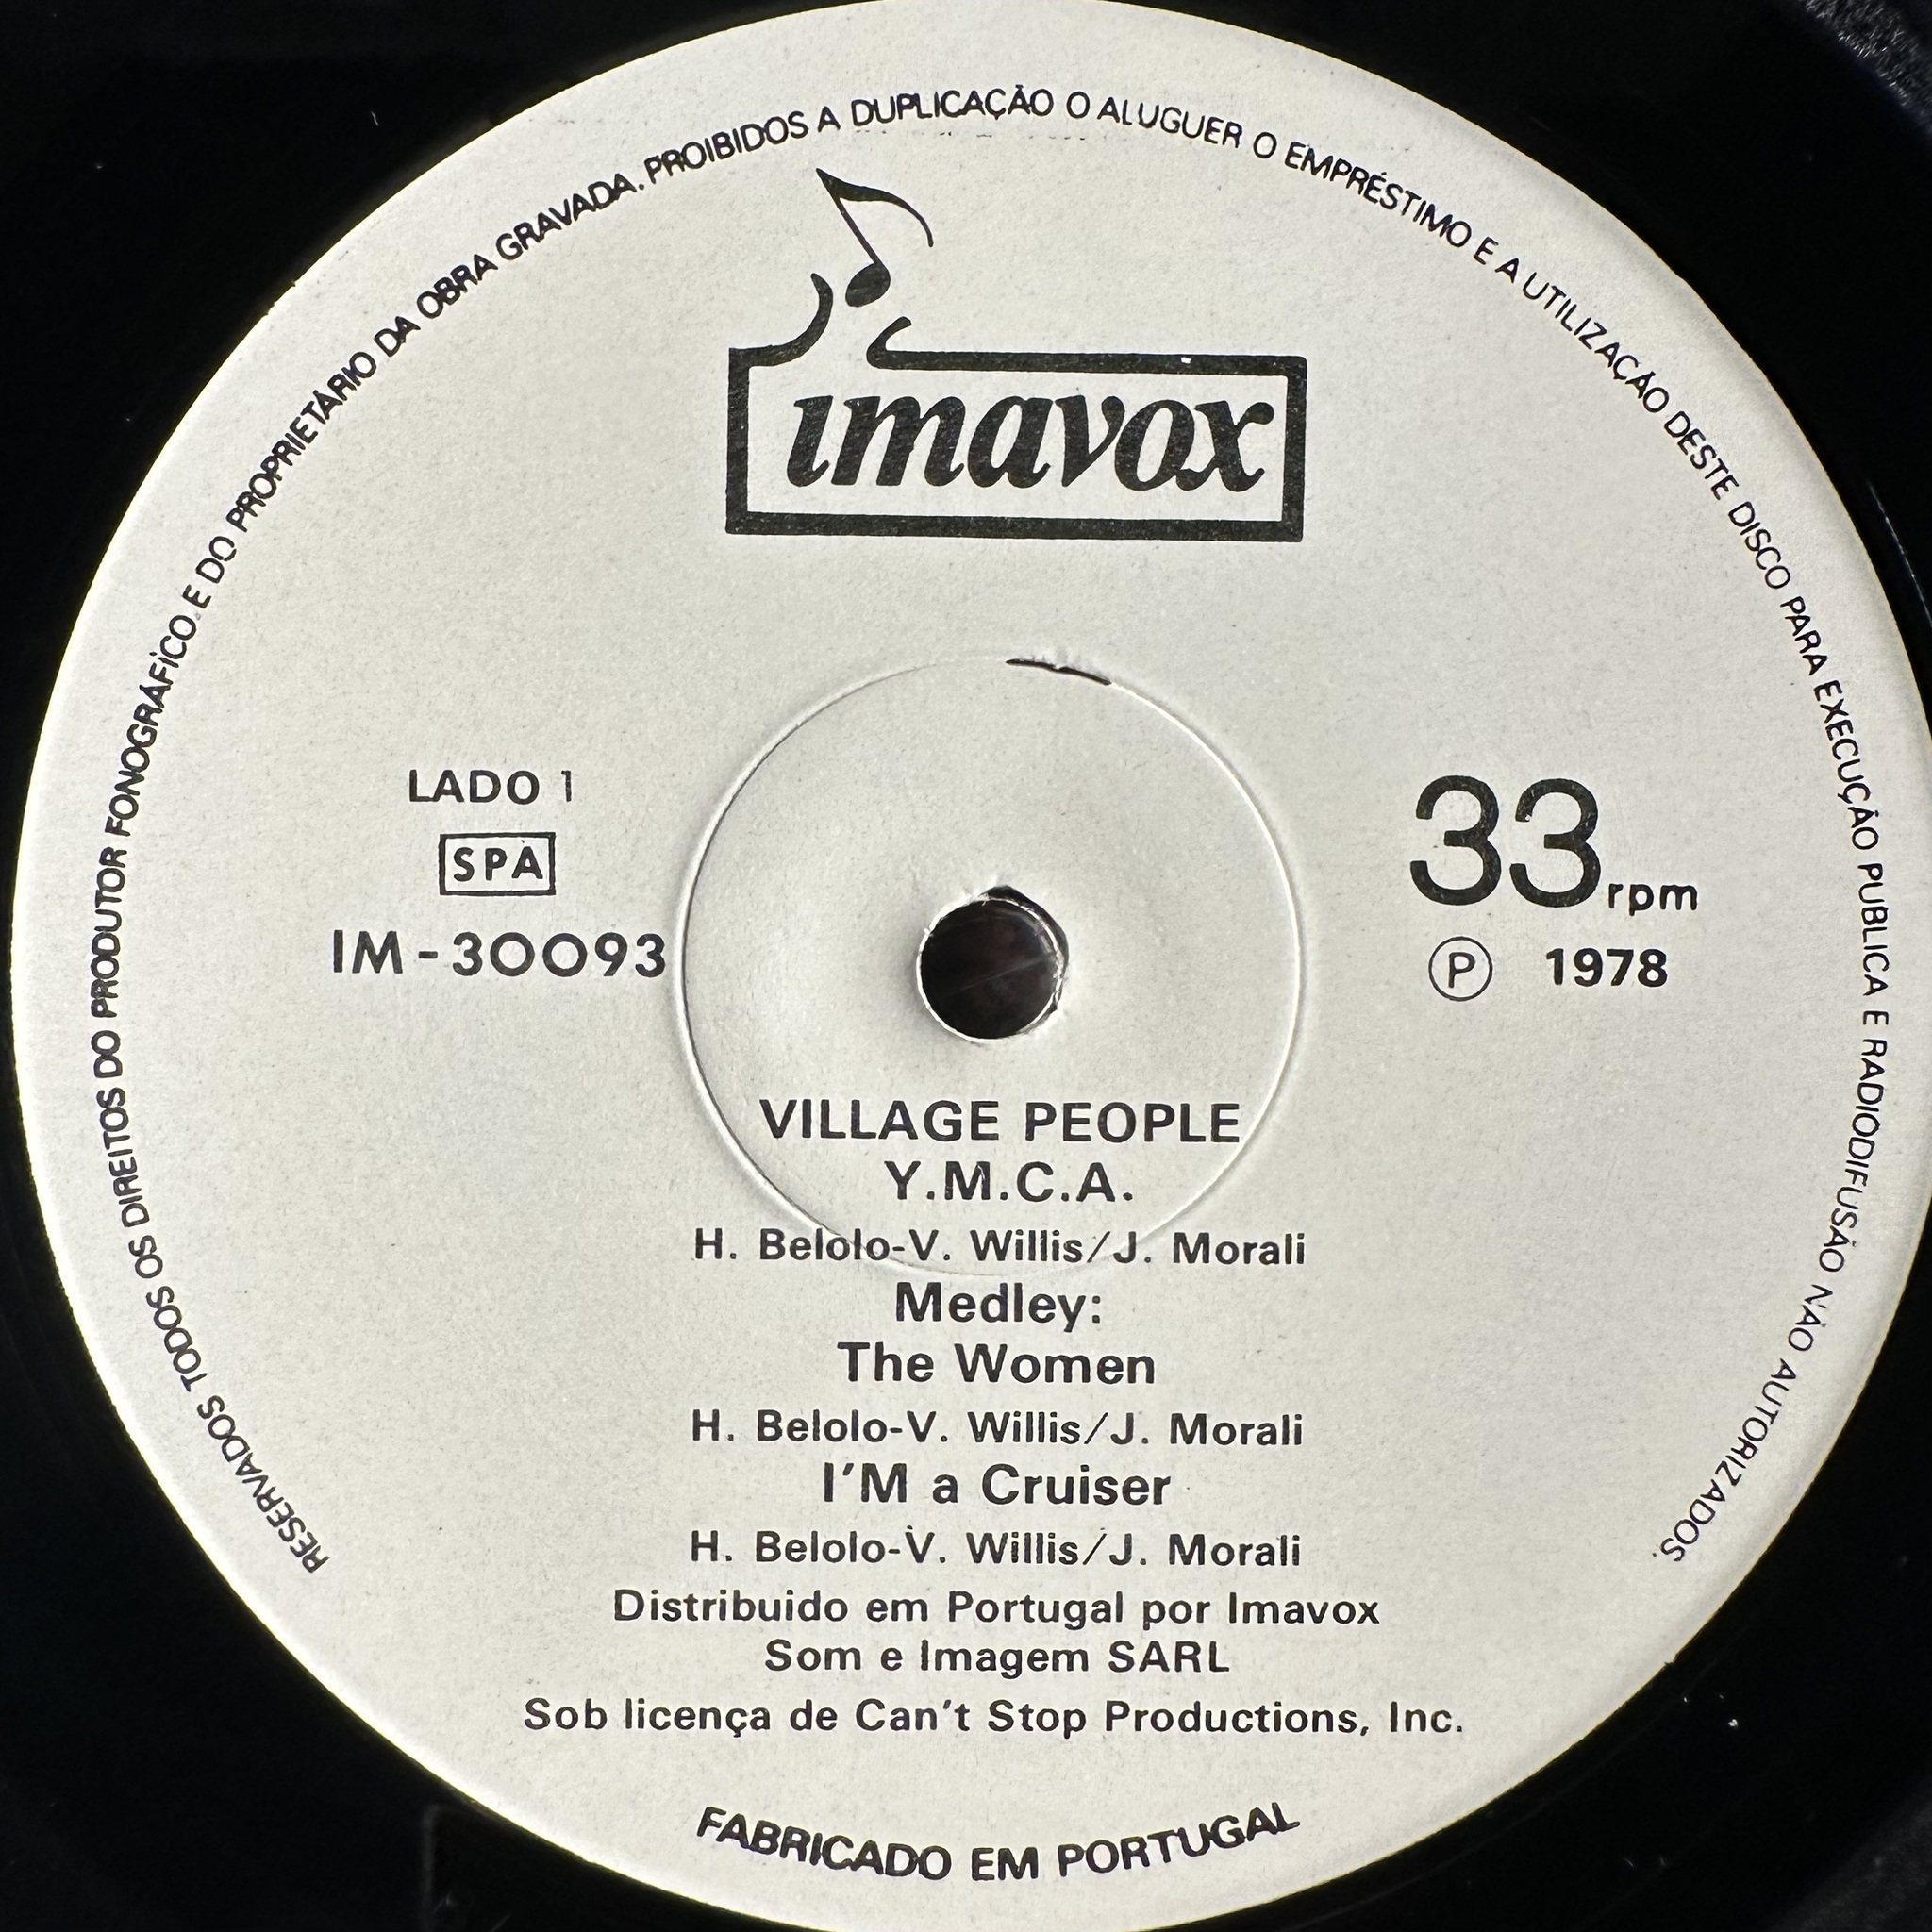 RESERVADOS TODOS OS DIREITOS DO PRODUTOR FONOGRÁFICO E DO PROPRIETÁRIO DA OBRA GRAVADA. PROIBIDOS A DUPLICAÇÃO O ALUGUER O EMPRÉSTIMO E A UTILIZAÇÃO DESTE DISCO PARA EXECUÇÃO PUBLICA E RADIODIFUSÃO NÃO AUTORIZADOS.
imavox
LADO 1
SPA
IM-30093
33 rpm
Ⓟ 1978
VILLAGE PEOPLE
Y.M.C.A.
H. Belolo-V. Willis/J. Morali
Medley:
The Women
H. Belolo-V. Willis/J. Morali
I'M a Cruiser
H. Belolo-V. Willis/J. Morali
Distribuido em Portugal por Imavox
Som e Imagem SARL
Sob licença de Can't Stop Productions, Inc.
FABRICADO EM PORTUGAL